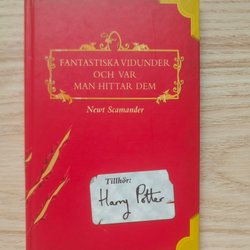 FANTASTISKA VIDUNDER
OCH VAR
MAN HITTAR DEM
Newt Scamander
Tillhör:
Harry Potter